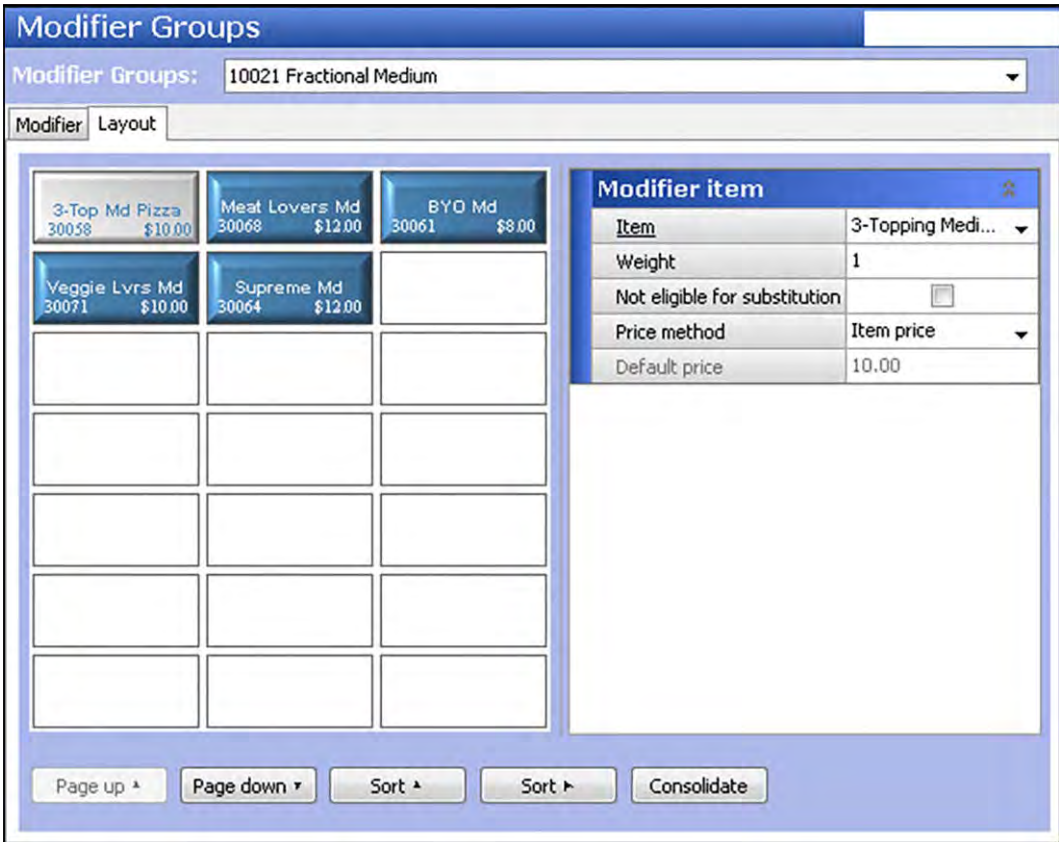 Modifier Groups
Modifier Groups: 10021 Fractional Medium
Modifier Layout
3-Top Md Pizza
30058 $10.00
Meat Lovers Md
30068 $12.00
BYO Md
30061 $8.00
Veggie Lvrs Md
30071 $10.00
Supreme Md
30064 $12.00
Modifier item
Item 3-Topping Medi...
Weight 1
Not eligible for substitution
Price method Item price
Default price 10.00
Page up Page down Sort Sort Consolidate